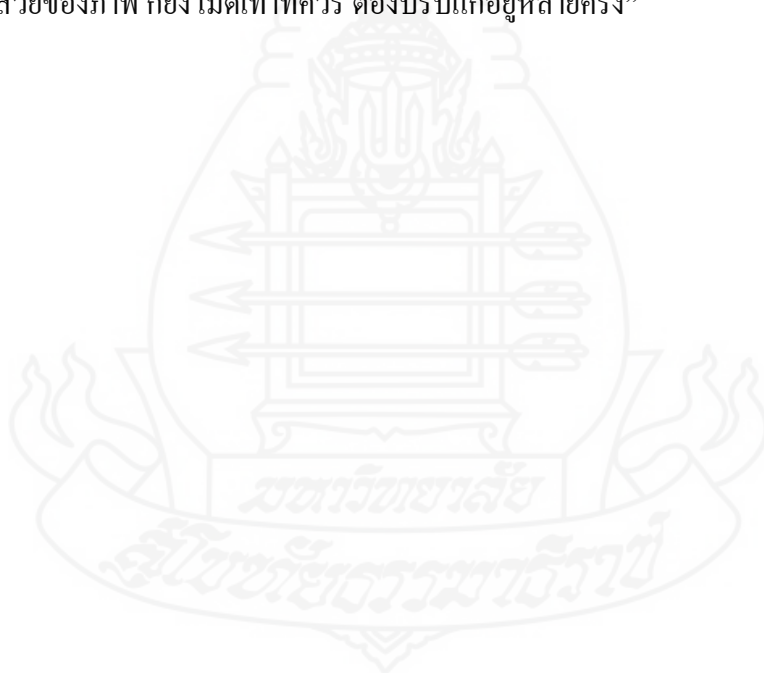 สวยของภาพ ก็ยังไม่ดีเท่าที่ควร ต้องปรับแก้อยู่หลายครั้ง”
มหาวิทยาลัย
สุโขทัยธรรมาธิราช